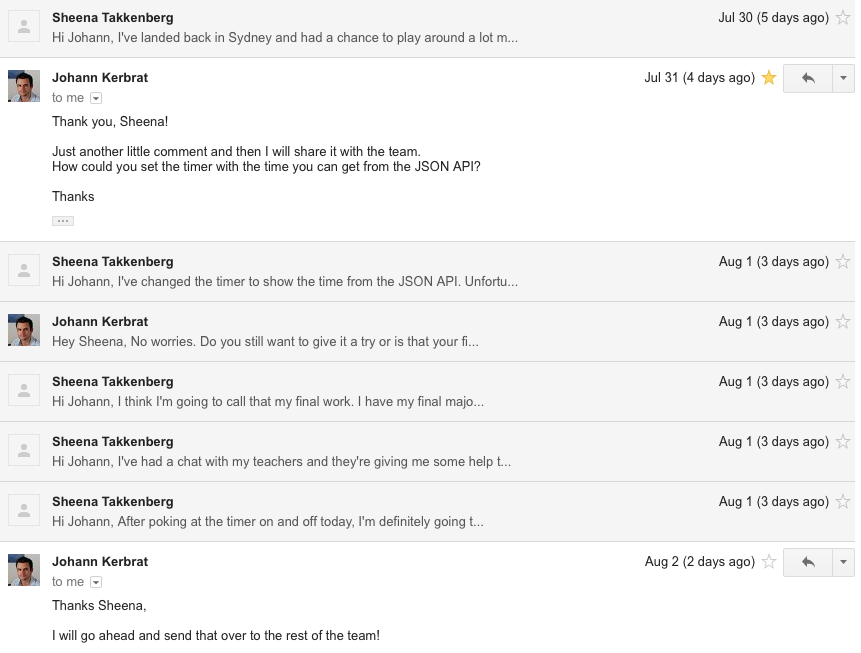 Sheena Takkenberg
Jul 30 (5 days ago)
Hi Johann, I've landed back in Sydney and had a chance to play around a lot m...
Johann Kerbrat
Jul 31 (4 days ago)
to me
Thank you, Sheena!
Just another little comment and then I will share it with the team.
How could you set the timer with the time you can get from the JSON API?
Thanks
...
Sheena Takkenberg
Aug 1 (3 days ago)
Hi Johann, I've changed the timer to show the time from the JSON API. Unfortu...
Johann Kerbrat
Aug 1 (3 days ago)
Hey Sheena, No worries. Do you still want to give it a try or is that your fi...
Sheena Takkenberg
Aug 1 (3 days ago)
Hi Johann, I think I'm going to call that my final work. I have my final majo...
Sheena Takkenberg
Aug 1 (3 days ago)
Hi Johann, I've had a chat with my teachers and they're giving me some help t...
Sheena Takkenberg
Aug 1 (3 days ago)
Hi Johann, After poking at the timer on and off today, I'm definitely going t...
Johann Kerbrat
Aug 2 (2 days ago)
to me
Thanks Sheena,
I will go ahead and send that over to the rest of the team!